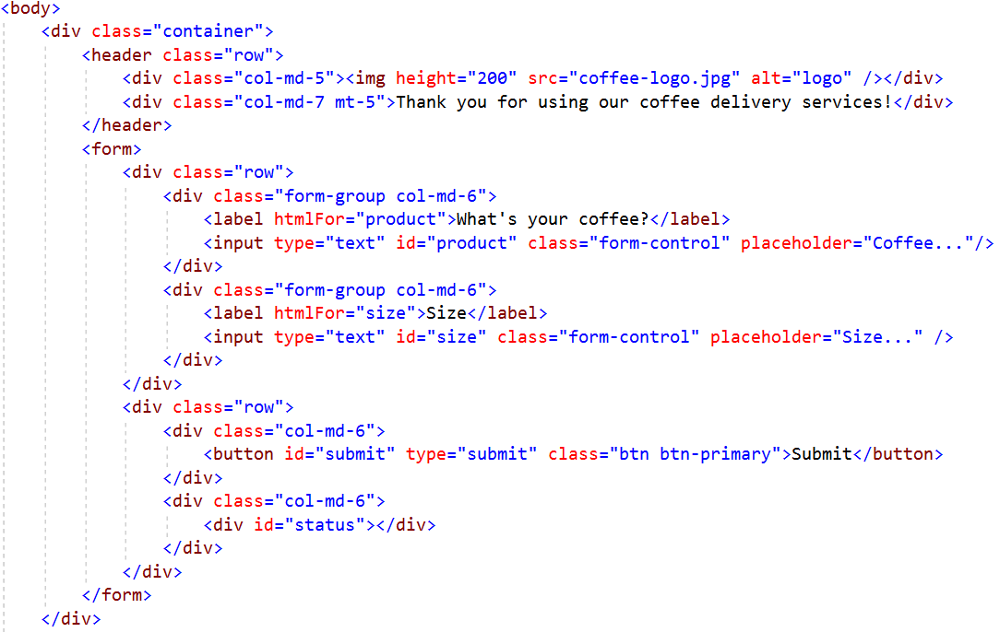 <body>
<div class="container">
<header class="row">
<div class="col-md-5"><img height="200" src="coffee-logo.jpg" alt="logo" /></div>
<div class="col-md-7 mt-5">Thank you for using our coffee delivery services!</div>
</header>
<form>
<div class="row">
<div class="form-group col-md-6">
<label htmlFor="product">What's your coffee?</label>
<input type="text" id="product" class="form-control" placeholder="Coffee..."/>
</div>
<div class="form-group col-md-6">
<label htmlFor="size">Size</label>
<input type="text" id="size" class="form-control" placeholder="Size..." />
</div>
</div>
<div class="row">
<div class="col-md-6">
<button id="submit" type="submit" class="btn btn-primary">Submit</button>
</div>
<div class="col-md-6">
<div id="status"></div>
</div>
</div>
</form>
</div>